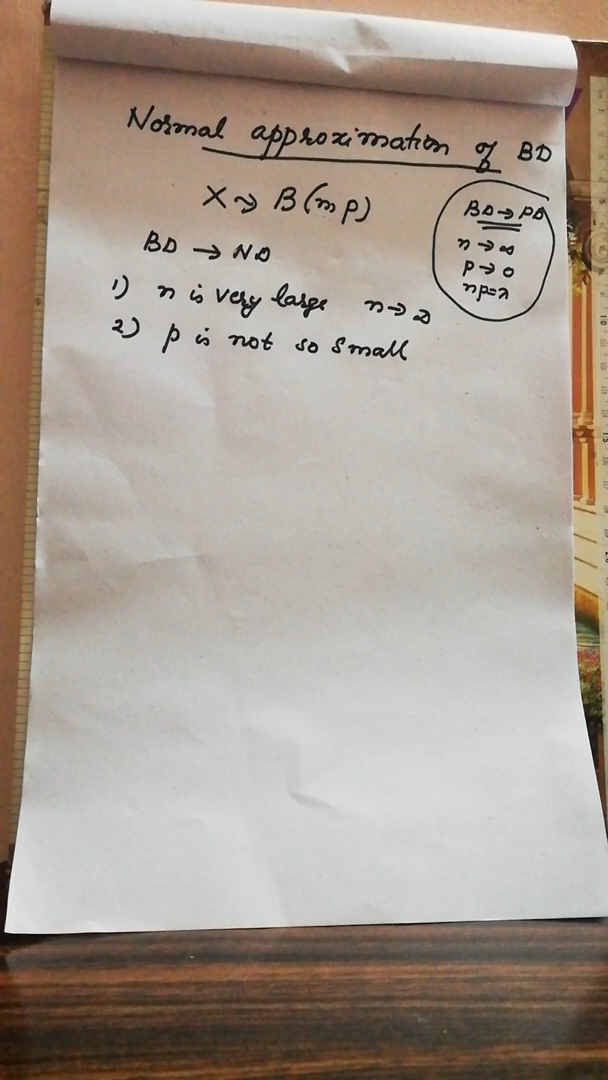 Normal approximation of BD
X → B(n p)
BD → ND
1) n is very large n → ∞
2) p is not so small
BD → PD
n → ∞
p → 0
np = λ